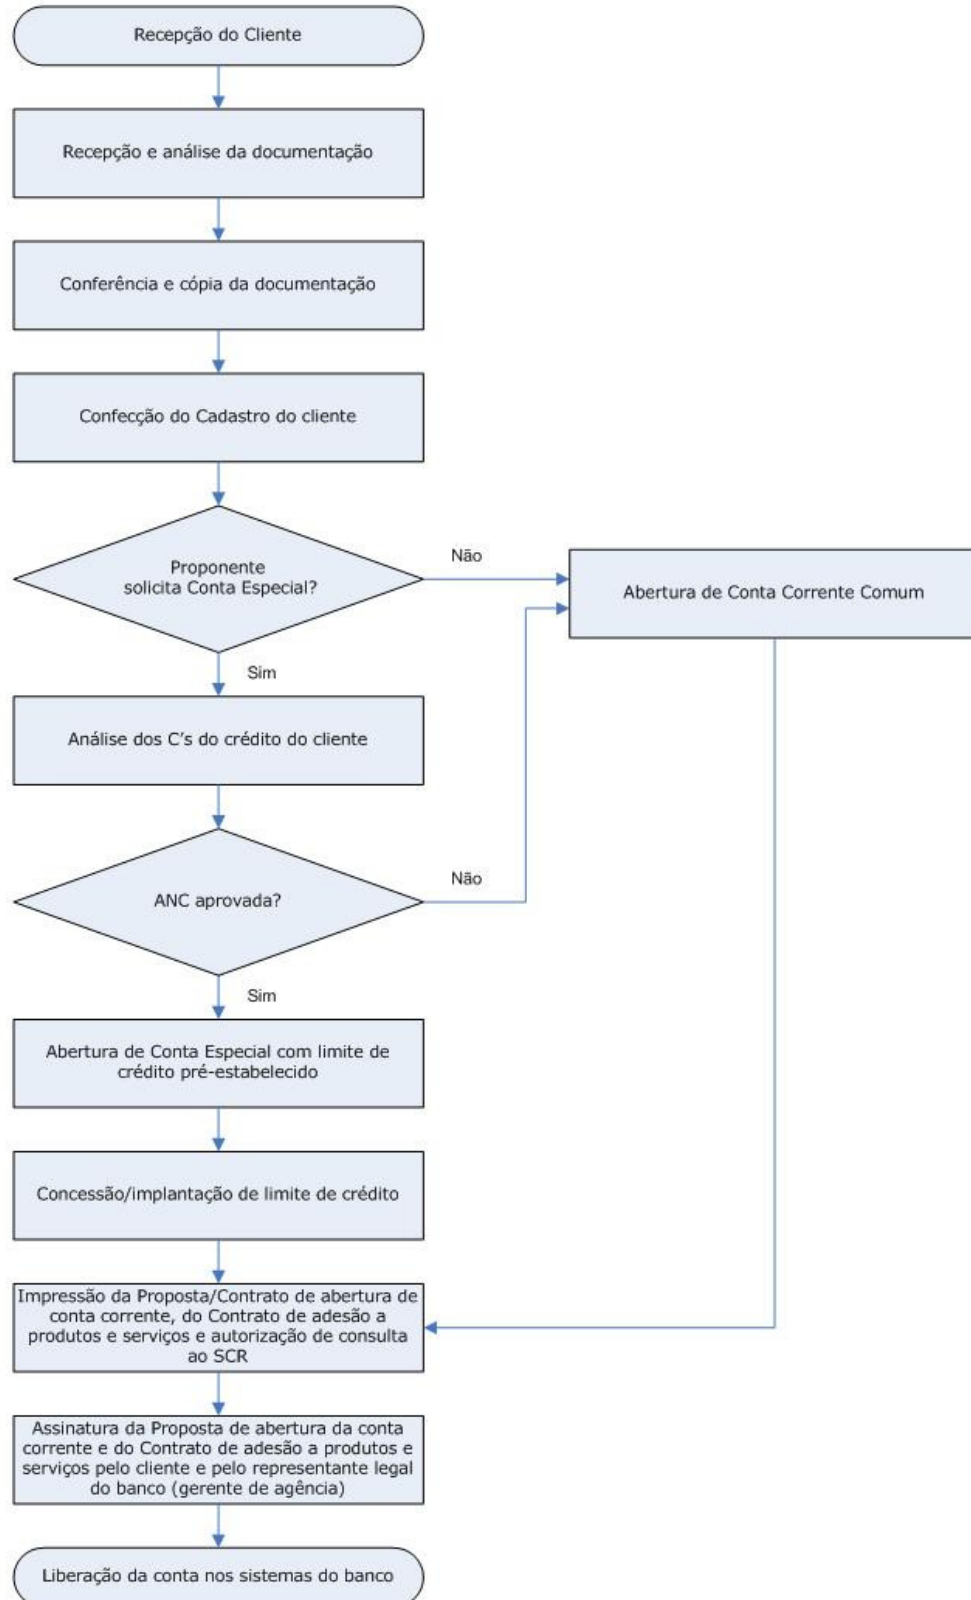 Recepção do Cliente
Recepção e análise da documentação
Conferência e cópia da documentação
Confecção do Cadastro do cliente
Proponente
solicita Conta Especial?
Não
Abertura de Conta Corrente Comum
Sim
Análise dos C's do crédito do cliente
ANC aprovada?
Não
Sim
Abertura de Conta Especial com limite de
crédito pré-estabelecido
Concessão/implantação de limite de crédito
Impressão da Proposta/Contrato de abertura de
conta corrente, do Contrato de adesão a
produtos e serviços e autorização de consulta
ao SCR
Assinatura da Proposta de abertura da conta
corrente e do Contrato de adesão a produtos e
serviços pelo cliente e pelo representante legal
do banco (gerente de agência)
Liberação da conta nos sistemas do banco